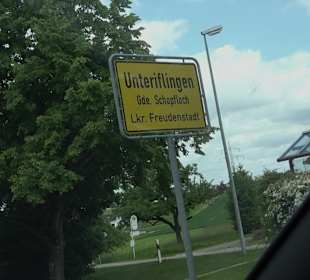 Unteriflingen
Gde. Schopfloch
Lkr. Freudenstadt